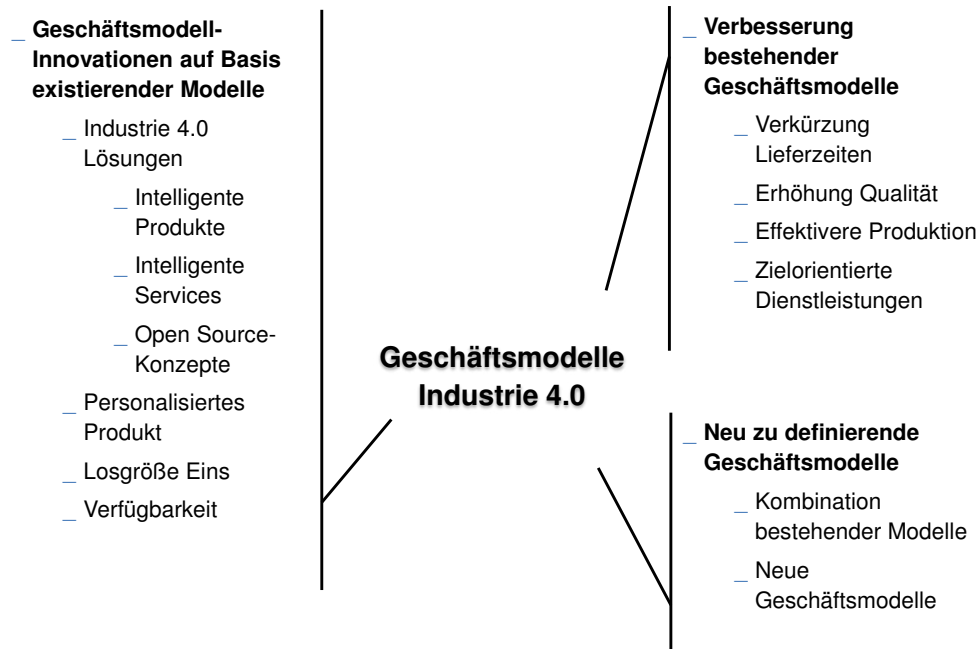 _ Geschäftsmodell-
Innovationen auf Basis
existierender Modelle
_ Industrie 4.0
Lösungen
_ Intelligente
Produkte
_ Intelligente
Services
_ Open Source-
Konzepte
_ Personalisiertes
Produkt
_ Losgröße Eins
_ Verfügbarkeit
Geschäftsmodelle
Industrie 4.0
_ Verbesserung
bestehender
Geschäftsmodelle
_ Verkürzung
Lieferzeiten
_ Erhöhung Qualität
_ Effektivere Produktion
_ Zielorientierte
Dienstleistungen
_ Neu zu definierende
Geschäftsmodelle
_ Kombination
bestehender Modelle
_ Neue
Geschäftsmodelle